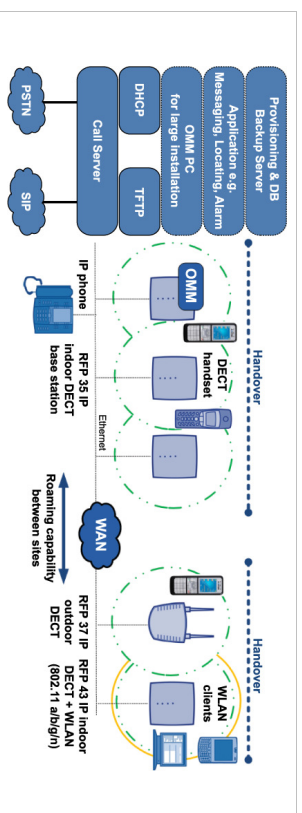 Provisioning & DB
Backup Server
Application e.g.
Messaging, Locating, Alarm
OMM PC
for large installation
DHCP
TFTP
Call Server
PSTN
SIP
Handover
OMM
DECT
handset
IP phone
RFP 35 IP
indoor DECT
base station
Ethernet
WAN
Roaming capability
between sites
Handover
WLAN
clients
RFP 37 IP
outdoor
DECT
RFP 43 IP indoor
DECT + WLAN
(802.11 a/b/g/n)